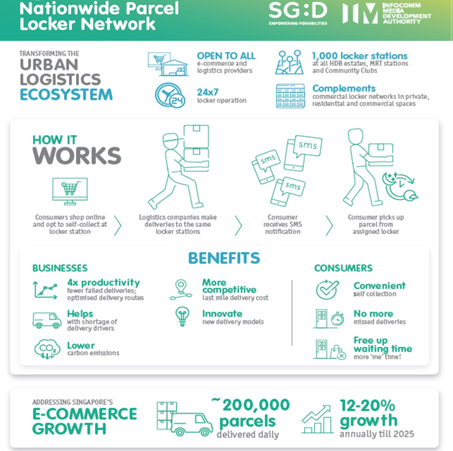 Nationwide Parcel
Locker Network
SG:D
EMPOWERING POSSIBILITIES
INFOCOMM
MEDIA
DEVELOPMENT
AUTHORITY
TRANSFORMING THE
URBAN
LOGISTICS
ECOSYSTEM
OPEN TO ALL
e-commerce and
logistics providers
24x7
locker operation
24
1,000 locker stations
at all HDB estates, MRT stations
and Community Clubs
Complements
commercial locker networks in private,
residential and commercial spaces
HOW IT
WORKS
sms
sms
sms
Consumers shop online
and opt to self-collect at
locker station
Logistics companies make
deliveries to the same
locker stations
Consumer
receives SMS
notification
Consumer picks up
parcel from
assigned locker
BENEFITS
BUSINESSES
4x productivity
fewer failed deliveries;
optimised delivery routes
Helps
with shortage of
delivery drivers
CO2
Lower
carbon emissions
More
competitive
last mile delivery cost
Innovate
new delivery models
CONSUMERS
Convenient
self collection
No more
missed deliveries
Free up
waiting time
more 'me' time!
ADDRESSING SINGAPORE'S
E-COMMERCE
GROWTH
~200,000
parcels
delivered daily
12-20%
growth
annually till 2025